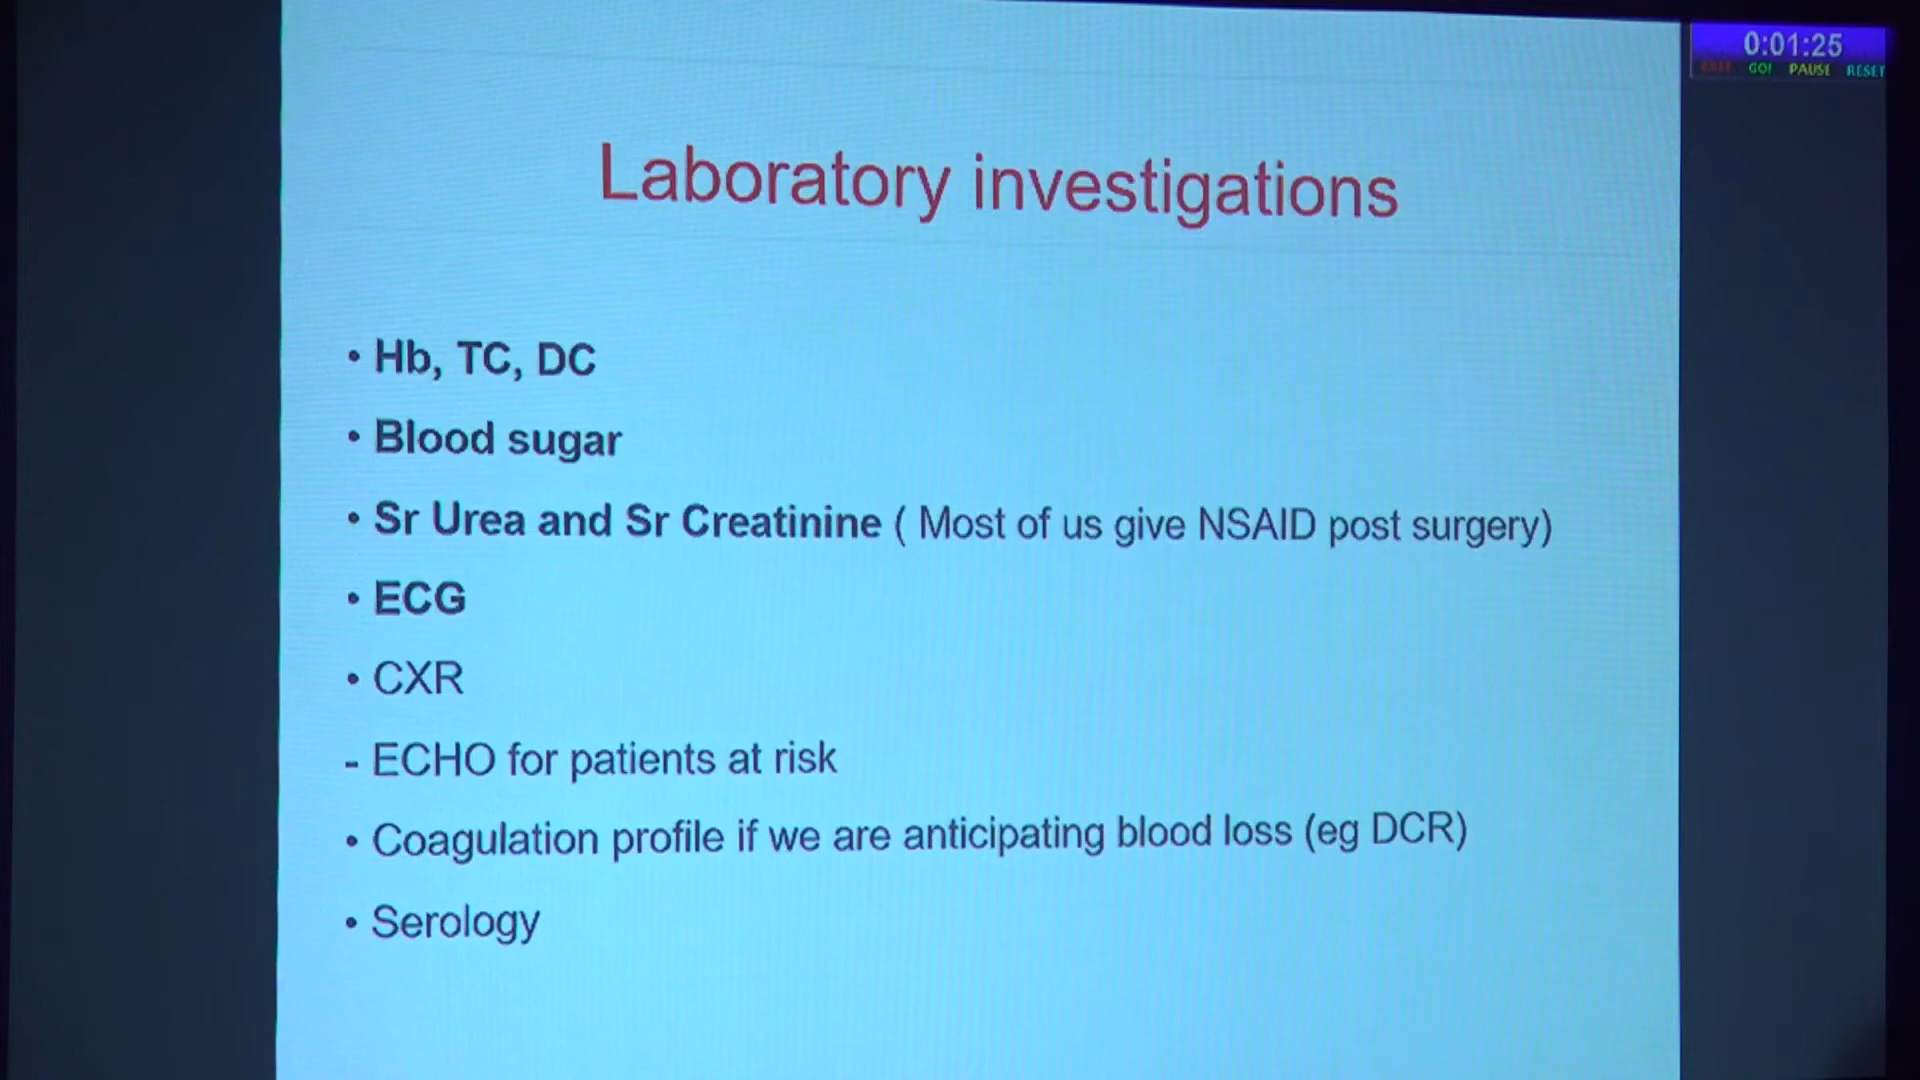 0:01:25
EXIT GO! PAUSE RESET
Laboratory investigations
• Hb, TC, DC
• Blood sugar
• Sr Urea and Sr Creatinine ( Most of us give NSAID post surgery)
• ECG
• CXR
- ECHO for patients at risk
• Coagulation profile if we are anticipating blood loss (eg DCR)
• Serology